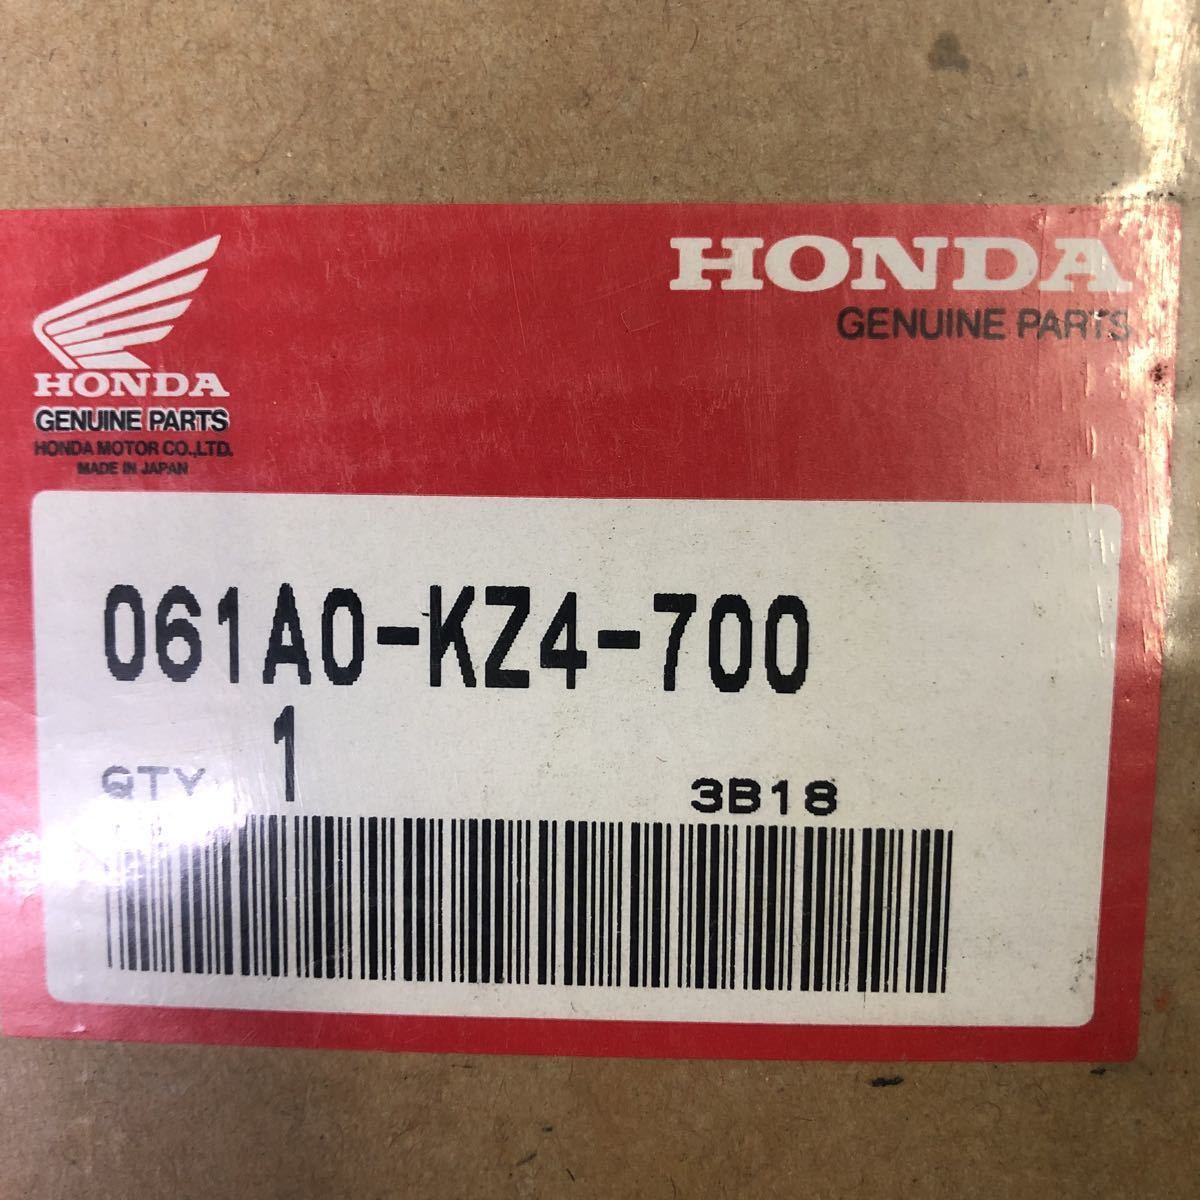 HONDA
GENUINE PARTS
HONDA
GENUINE PARTS
HONDA MOTOR CO.,LTD.
MADE IN JAPAN
061A0-KZ4-700
QTY 1 3B18